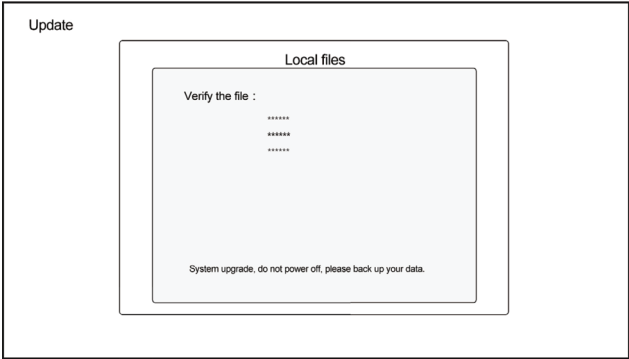 Update
Local files
Verify the file：
******
******
******
System upgrade, do not power off, please back up your data.